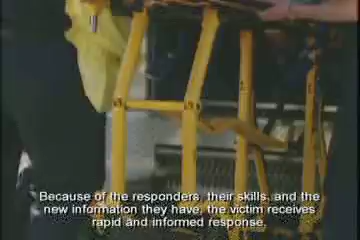 Because of the responders, their skills, and the
new information they have, the victim receives
rapid and informed response.